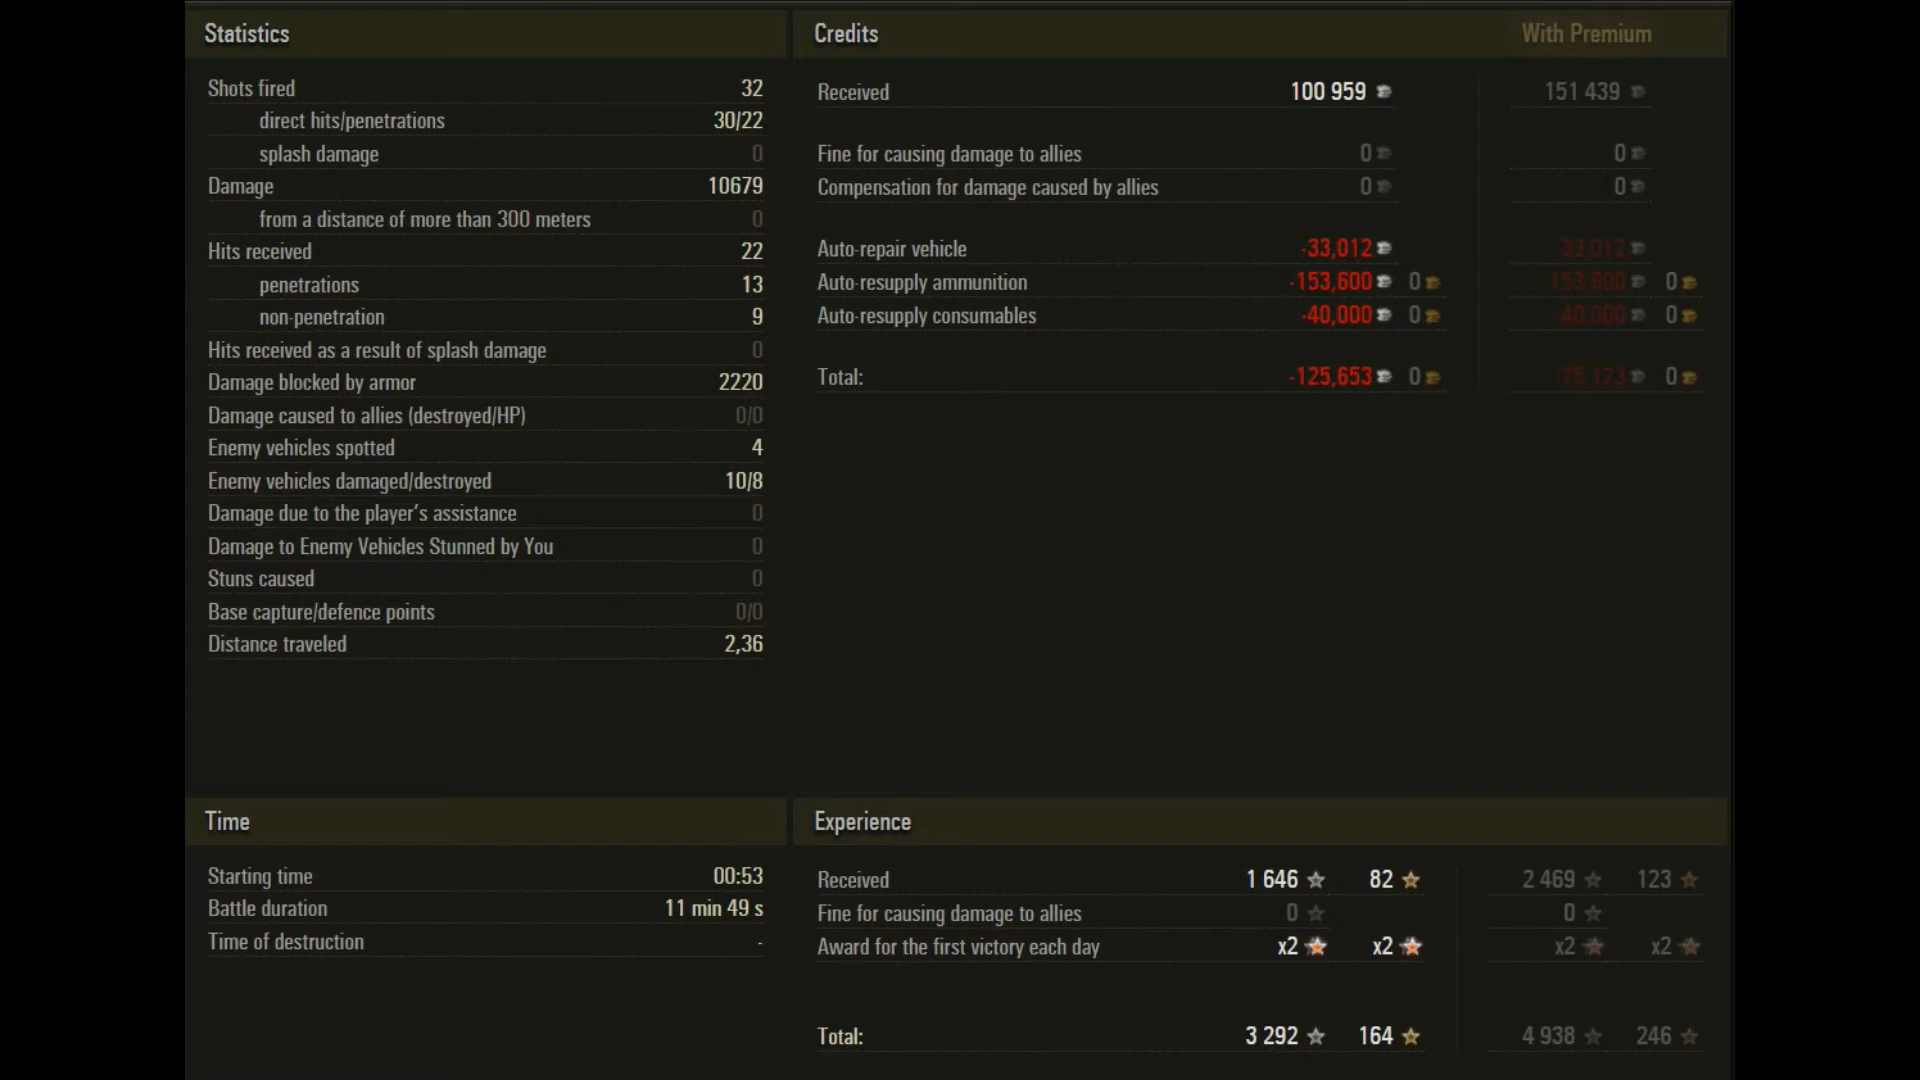 Statistics
Shots fired 32
direct hits/penetrations 30/22
splash damage 0
Damage 10679
from a distance of more than 300 meters 0
Hits received 22
penetrations 13
non-penetration 9
Hits received as a result of splash damage 0
Damage blocked by armor 2220
Damage caused to allies (destroyed/HP) 0/0
Enemy vehicles spotted 4
Enemy vehicles damaged/destroyed 10/8
Damage due to the player's assistance 0
Damage to Enemy Vehicles Stunned by You 0
Stuns caused 0
Base capture/defence points 0/0
Distance traveled 2,36
Credits With Premium
Received 100 959 151 439
Fine for causing damage to allies 0 0
Compensation for damage caused by allies 0 0
Auto-repair vehicle -33,012 -33,012
Auto-resupply ammunition -153,600 0 -153,600 0
Auto-resupply consumables -40,000 0 -40,000 0
Total: -125,653 0 -75,173 0
Time
Starting time 00:53
Battle duration 11 min 49 s
Time of destruction -
Experience
Received 1 646 82 2 469 123
Fine for causing damage to allies 0 0
Award for the first victory each day x2 x2 x2 x2
Total: 3 292 164 4 938 246